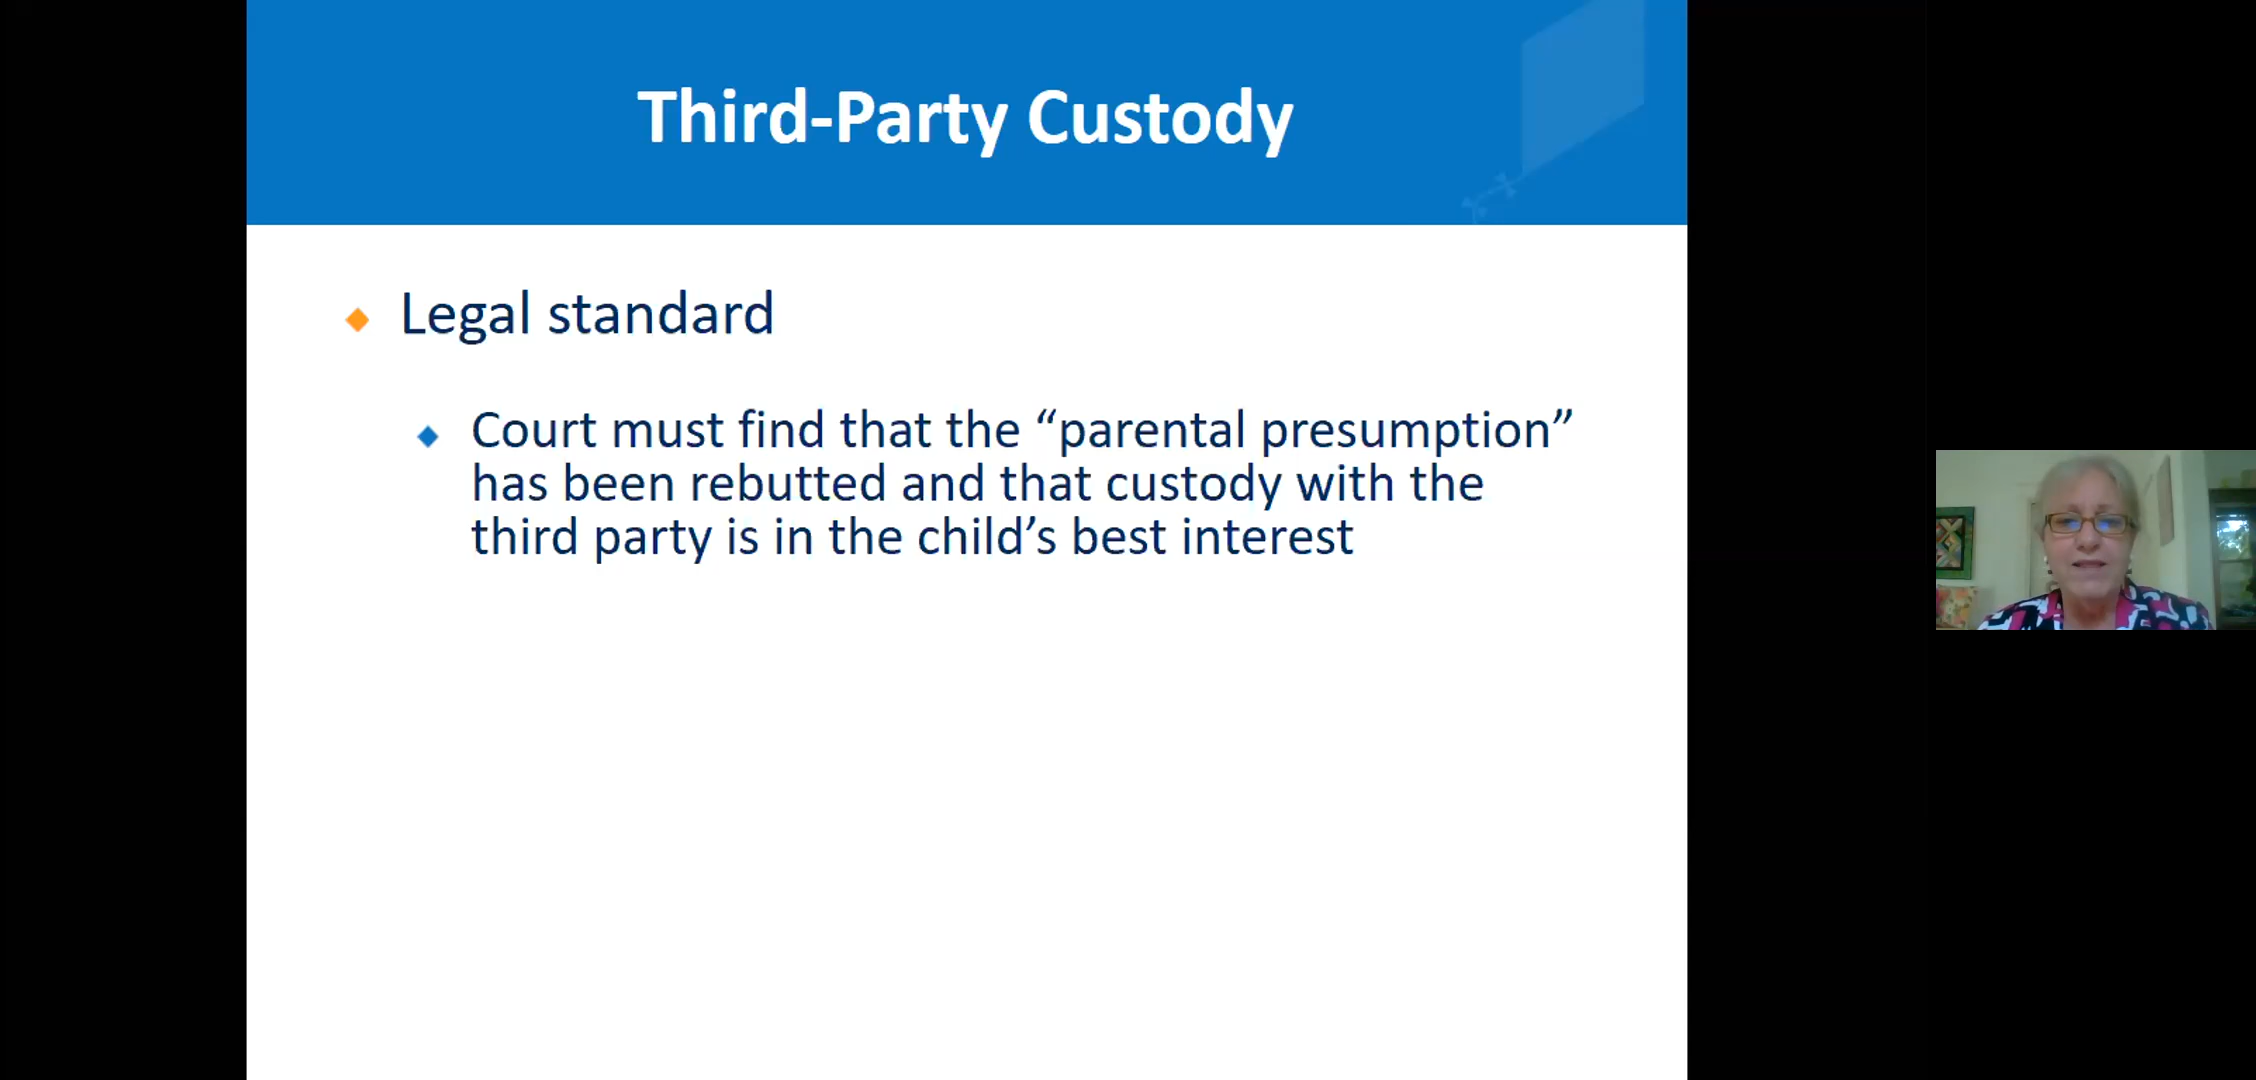 Third-Party Custody
Legal standard
Court must find that the “parental presumption”
has been rebutted and that custody with the
third party is in the child’s best interest